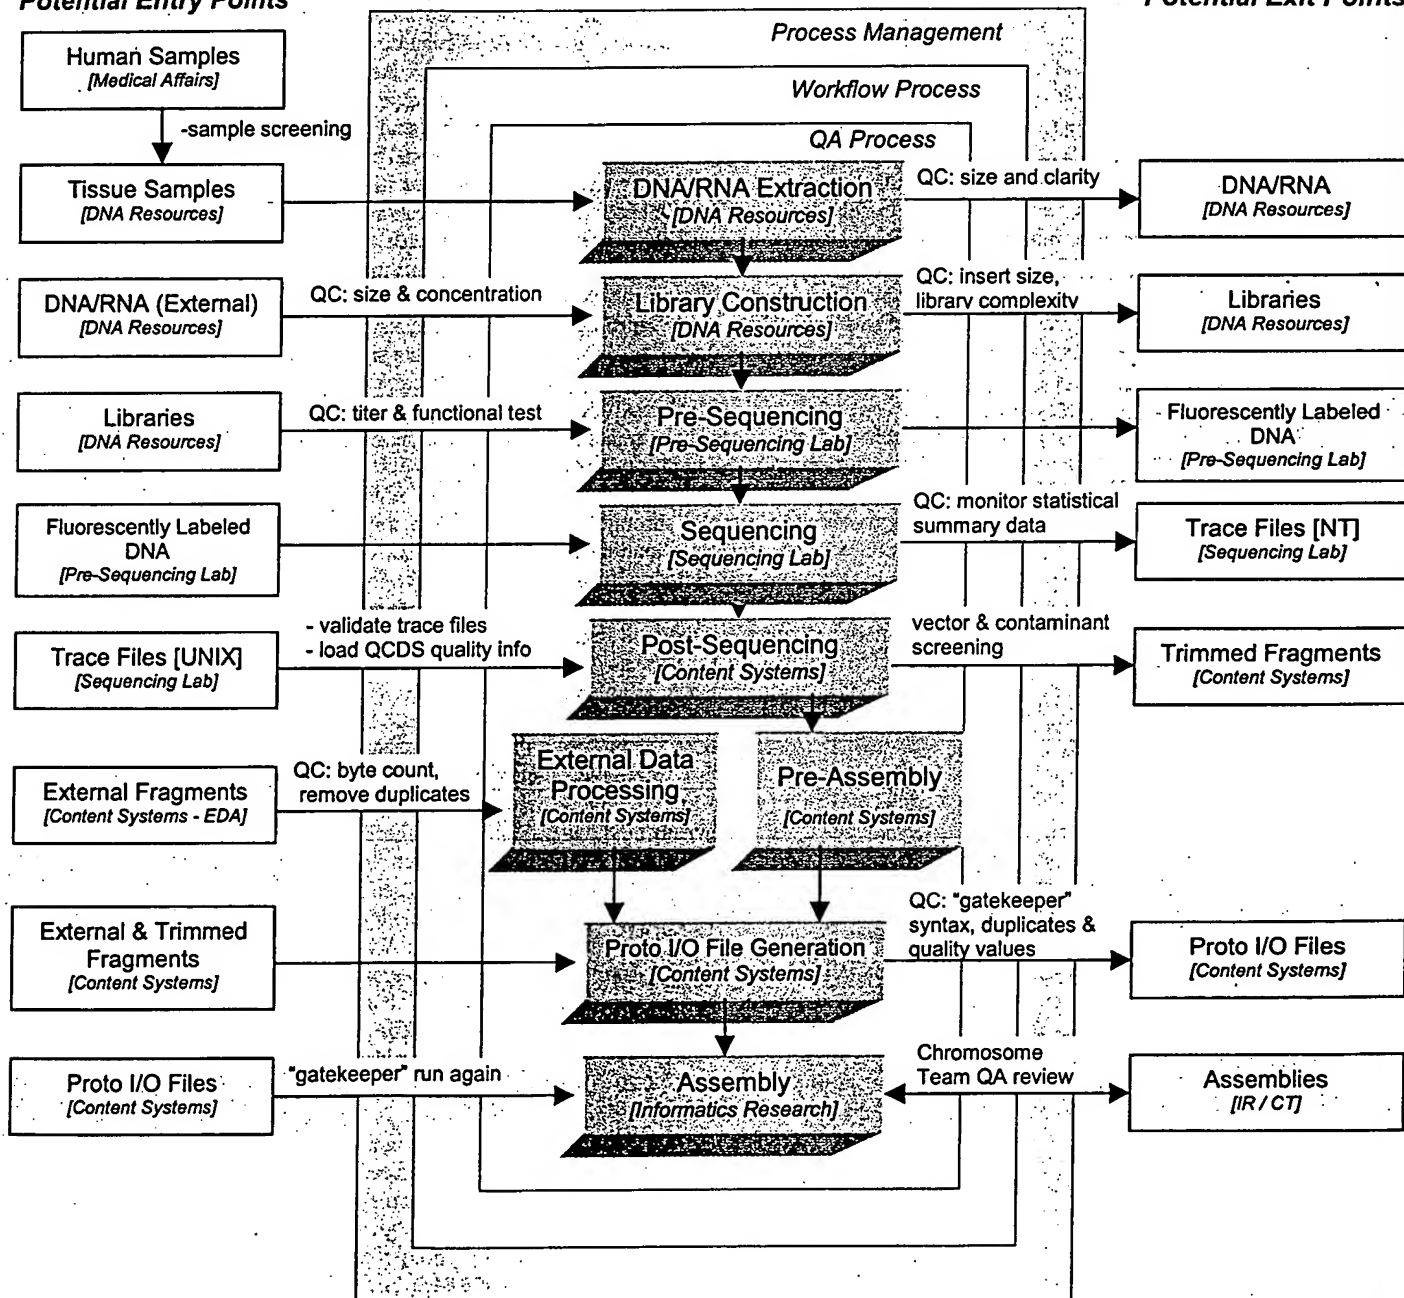 Potential Entry Points
Potential Exit Points
Process Management
Human Samples
[Medical Affairs]
Workflow Process
-sample screening
QA Process
Tissue Samples
[DNA Resources]
DNA/RNA Extraction
[DNA Resources]
QC: size and clarity
DNA/RNA
[DNA Resources]
DNA/RNA (External)
[DNA Resources]
QC: size & concentration
Library Construction
[DNA Resources]
QC: insert size,
library complexity
Libraries
[DNA Resources]
Libraries
[DNA Resources]
QC: titer & functional test
Pre-Sequencing
[Pre-Sequencing Lab]
Fluorescently Labeled
DNA
[Pre-Sequencing Lab]
Fluorescently Labeled
DNA
[Pre-Sequencing Lab]
Sequencing
[Sequencing Lab]
QC: monitor statistical
summary data
Trace Files [NT]
[Sequencing Lab]
Trace Files [UNIX]
[Sequencing Lab]
- validate trace files
- load QCDS quality info
Post-Sequencing
[Content Systems]
vector & contaminant
screening
Trimmed Fragments
[Content Systems]
External Fragments
[Content Systems - EDA]
QC: byte count,
remove duplicates
External Data
Processing
[Content Systems]
Pre-Assembly
[Content Systems]
External & Trimmed
Fragments
[Content Systems]
Proto I/O File Generation
[Content Systems]
QC: "gatekeeper"
syntax, duplicates &
quality values
Proto I/O Files
[Content Systems]
Proto I/O Files
[Content Systems]
"gatekeeper" run again
Assembly
[Informatics Research]
Chromosome
Team QA review
Assemblies
[IR / CT]